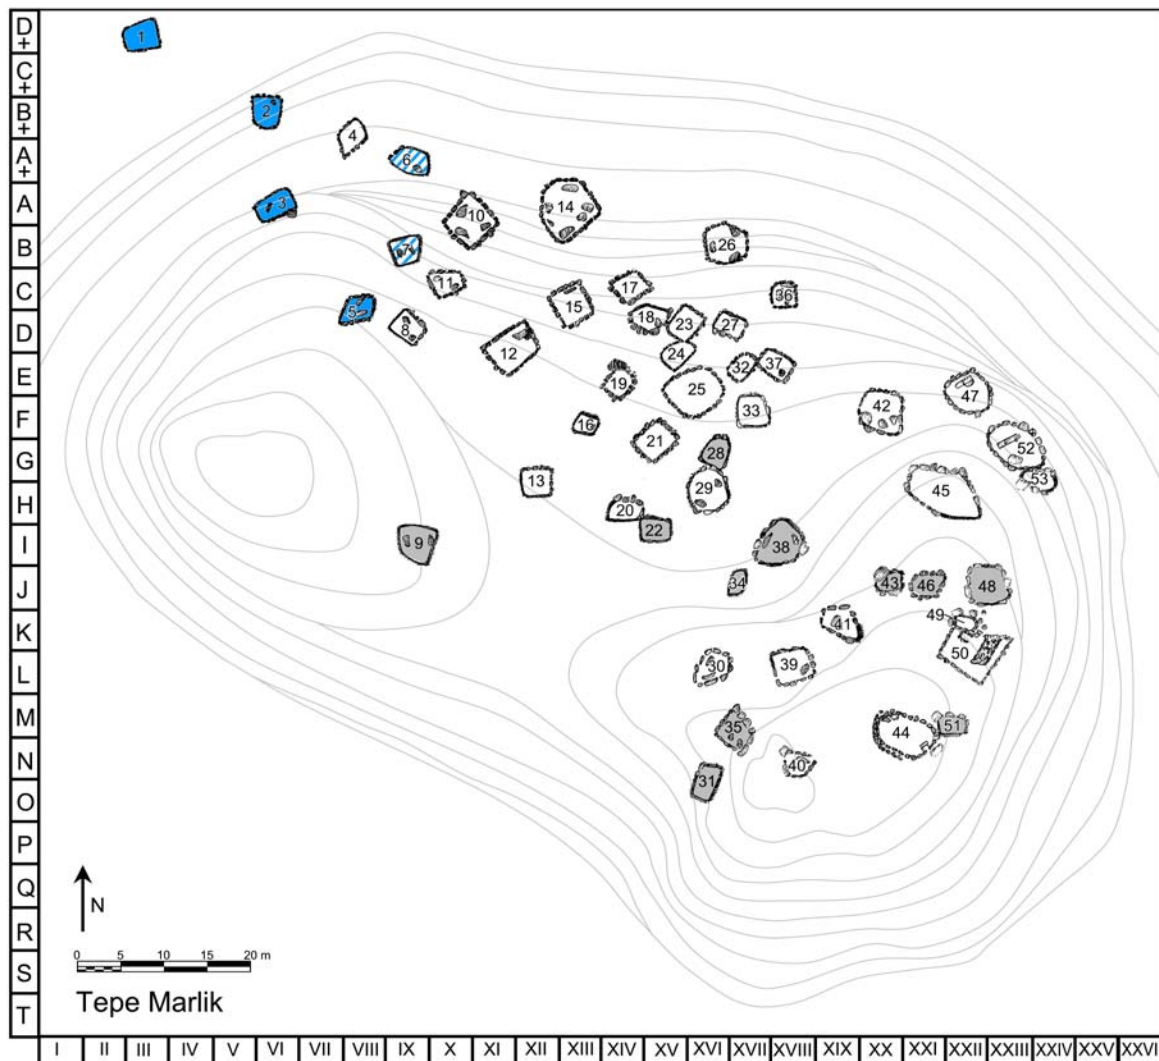 D+
C+
B+
A+
A
B
C
D
E
F
G
H
I
J
K
L
M
N
O
P
Q
R
S
T
1
2
4
6
3
10
14
7
26
11
17
36
5
15
8
18
23
27
12
24
32
37
19
25
47
42
33
16
21
28
52
13
29
45
53
20
22
9
38
34
43
46
48
49
41
50
30
39
35
44
51
40
31
N
0 5 10 15 20 m
Tepe Marlik
I II III IV V VI VII VIII IX X XI XII XIII XIV XV XVI XVII XVIII XIX XX XXI XXII XXIII XXIV XXV XXVI